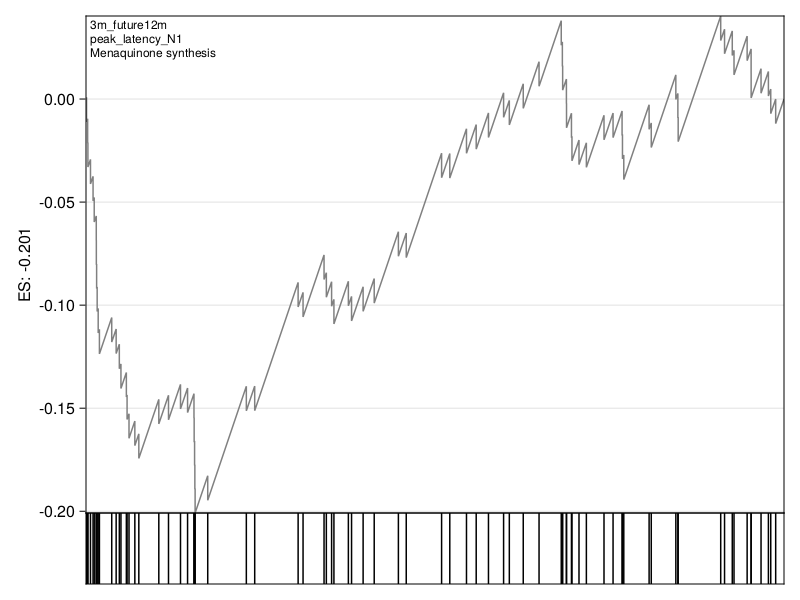 3m_future12m
peak_latency_N1
Menaquinone synthesis
0.00
-0.05
-0.10
-0.15
-0.20
ES: -0.201